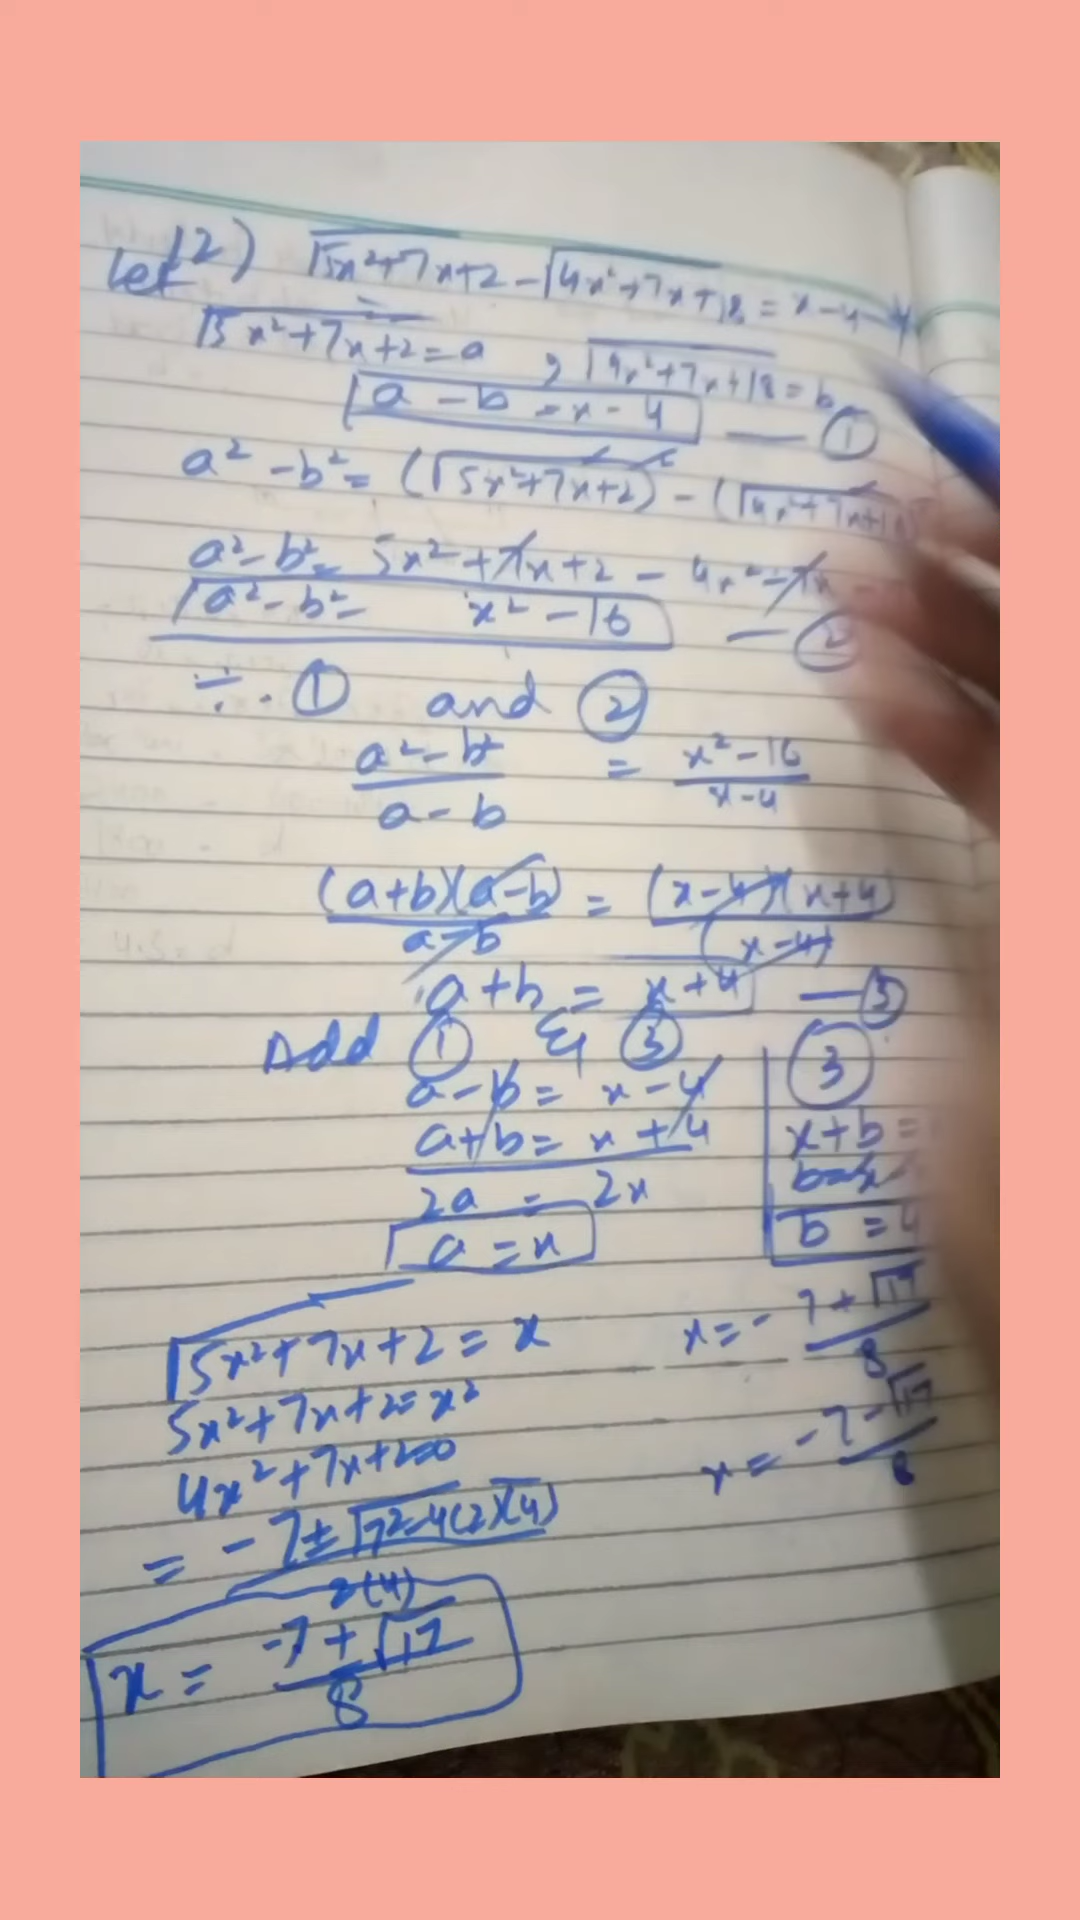 12) √5x²+7x+2 - √4x²+7x+18 = x-4
Let
√5x²+7x+2 = a , √4x²+7x+18 = b
a - b = x - 4 — ①
a² - b² = (√5x²+7x+2)² - (√4x²+7x+18
a² - b² = 5x² + 7x + 2 - 4x² - 7x -
a² - b² = x² - 16 — ②
÷. ① and ②
a² - b² / a - b = x² - 16 / x - 4
(a+b)(a-b) / a-b = (x-4)(x+4) / (x-4)
a + b = x + 4 — ③
Add ① & ③
a - b = x - 4
a + b = x + 4
2a = 2x
a = x
③
x + b =
b = 4
√5x²+7x+2 = x
5x²+7x+2 = x²
4x²+7x+2=0
= -7 ± √7²-4(2)(4) / 2(4)
x = -7 ± √17 / 8
x = -7 + √17 / 8
x = -7 - √17 / 8